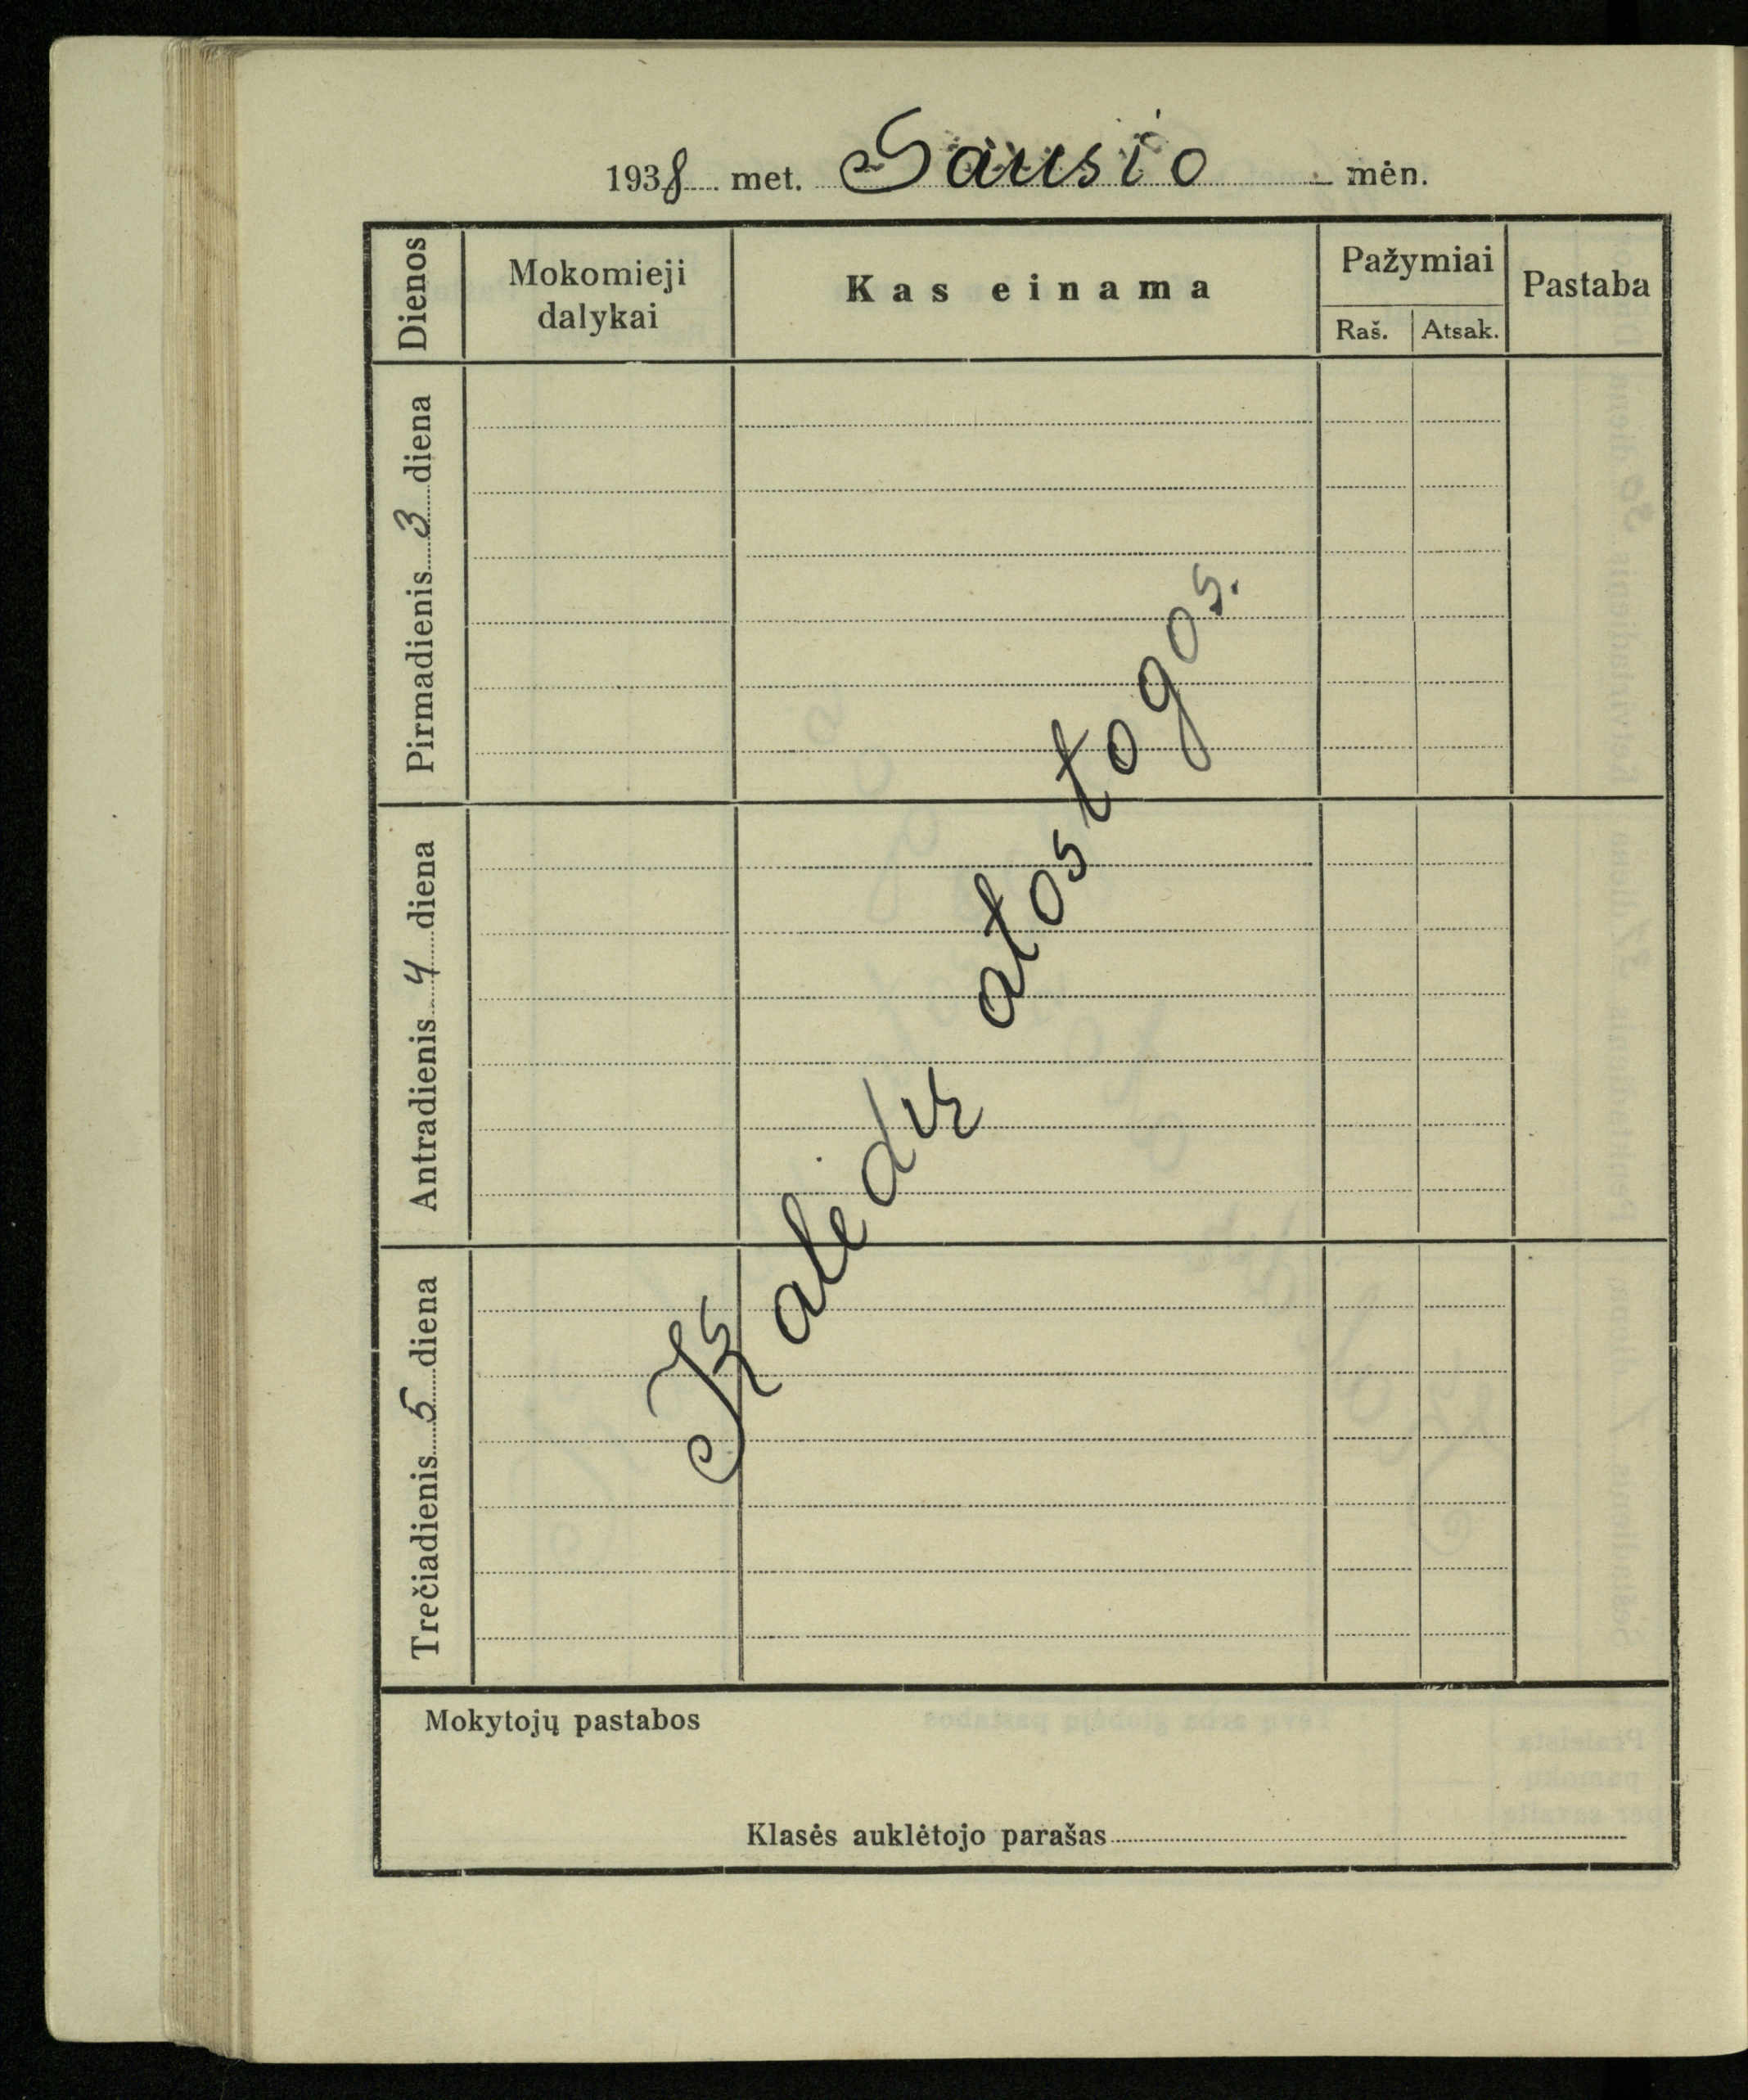 1938 met. Sausio mėn.
Dienos
Mokomieji dalykai
Kas einama
Pažymiai
Raš. Atsak.
Pastaba
Pirmadienis 3 diena
Antradienis 4 diena
Trečiadienis 5 diena
Kalėdų atostogos.
Mokytojų pastabos
Klasės auklėtojo parašas